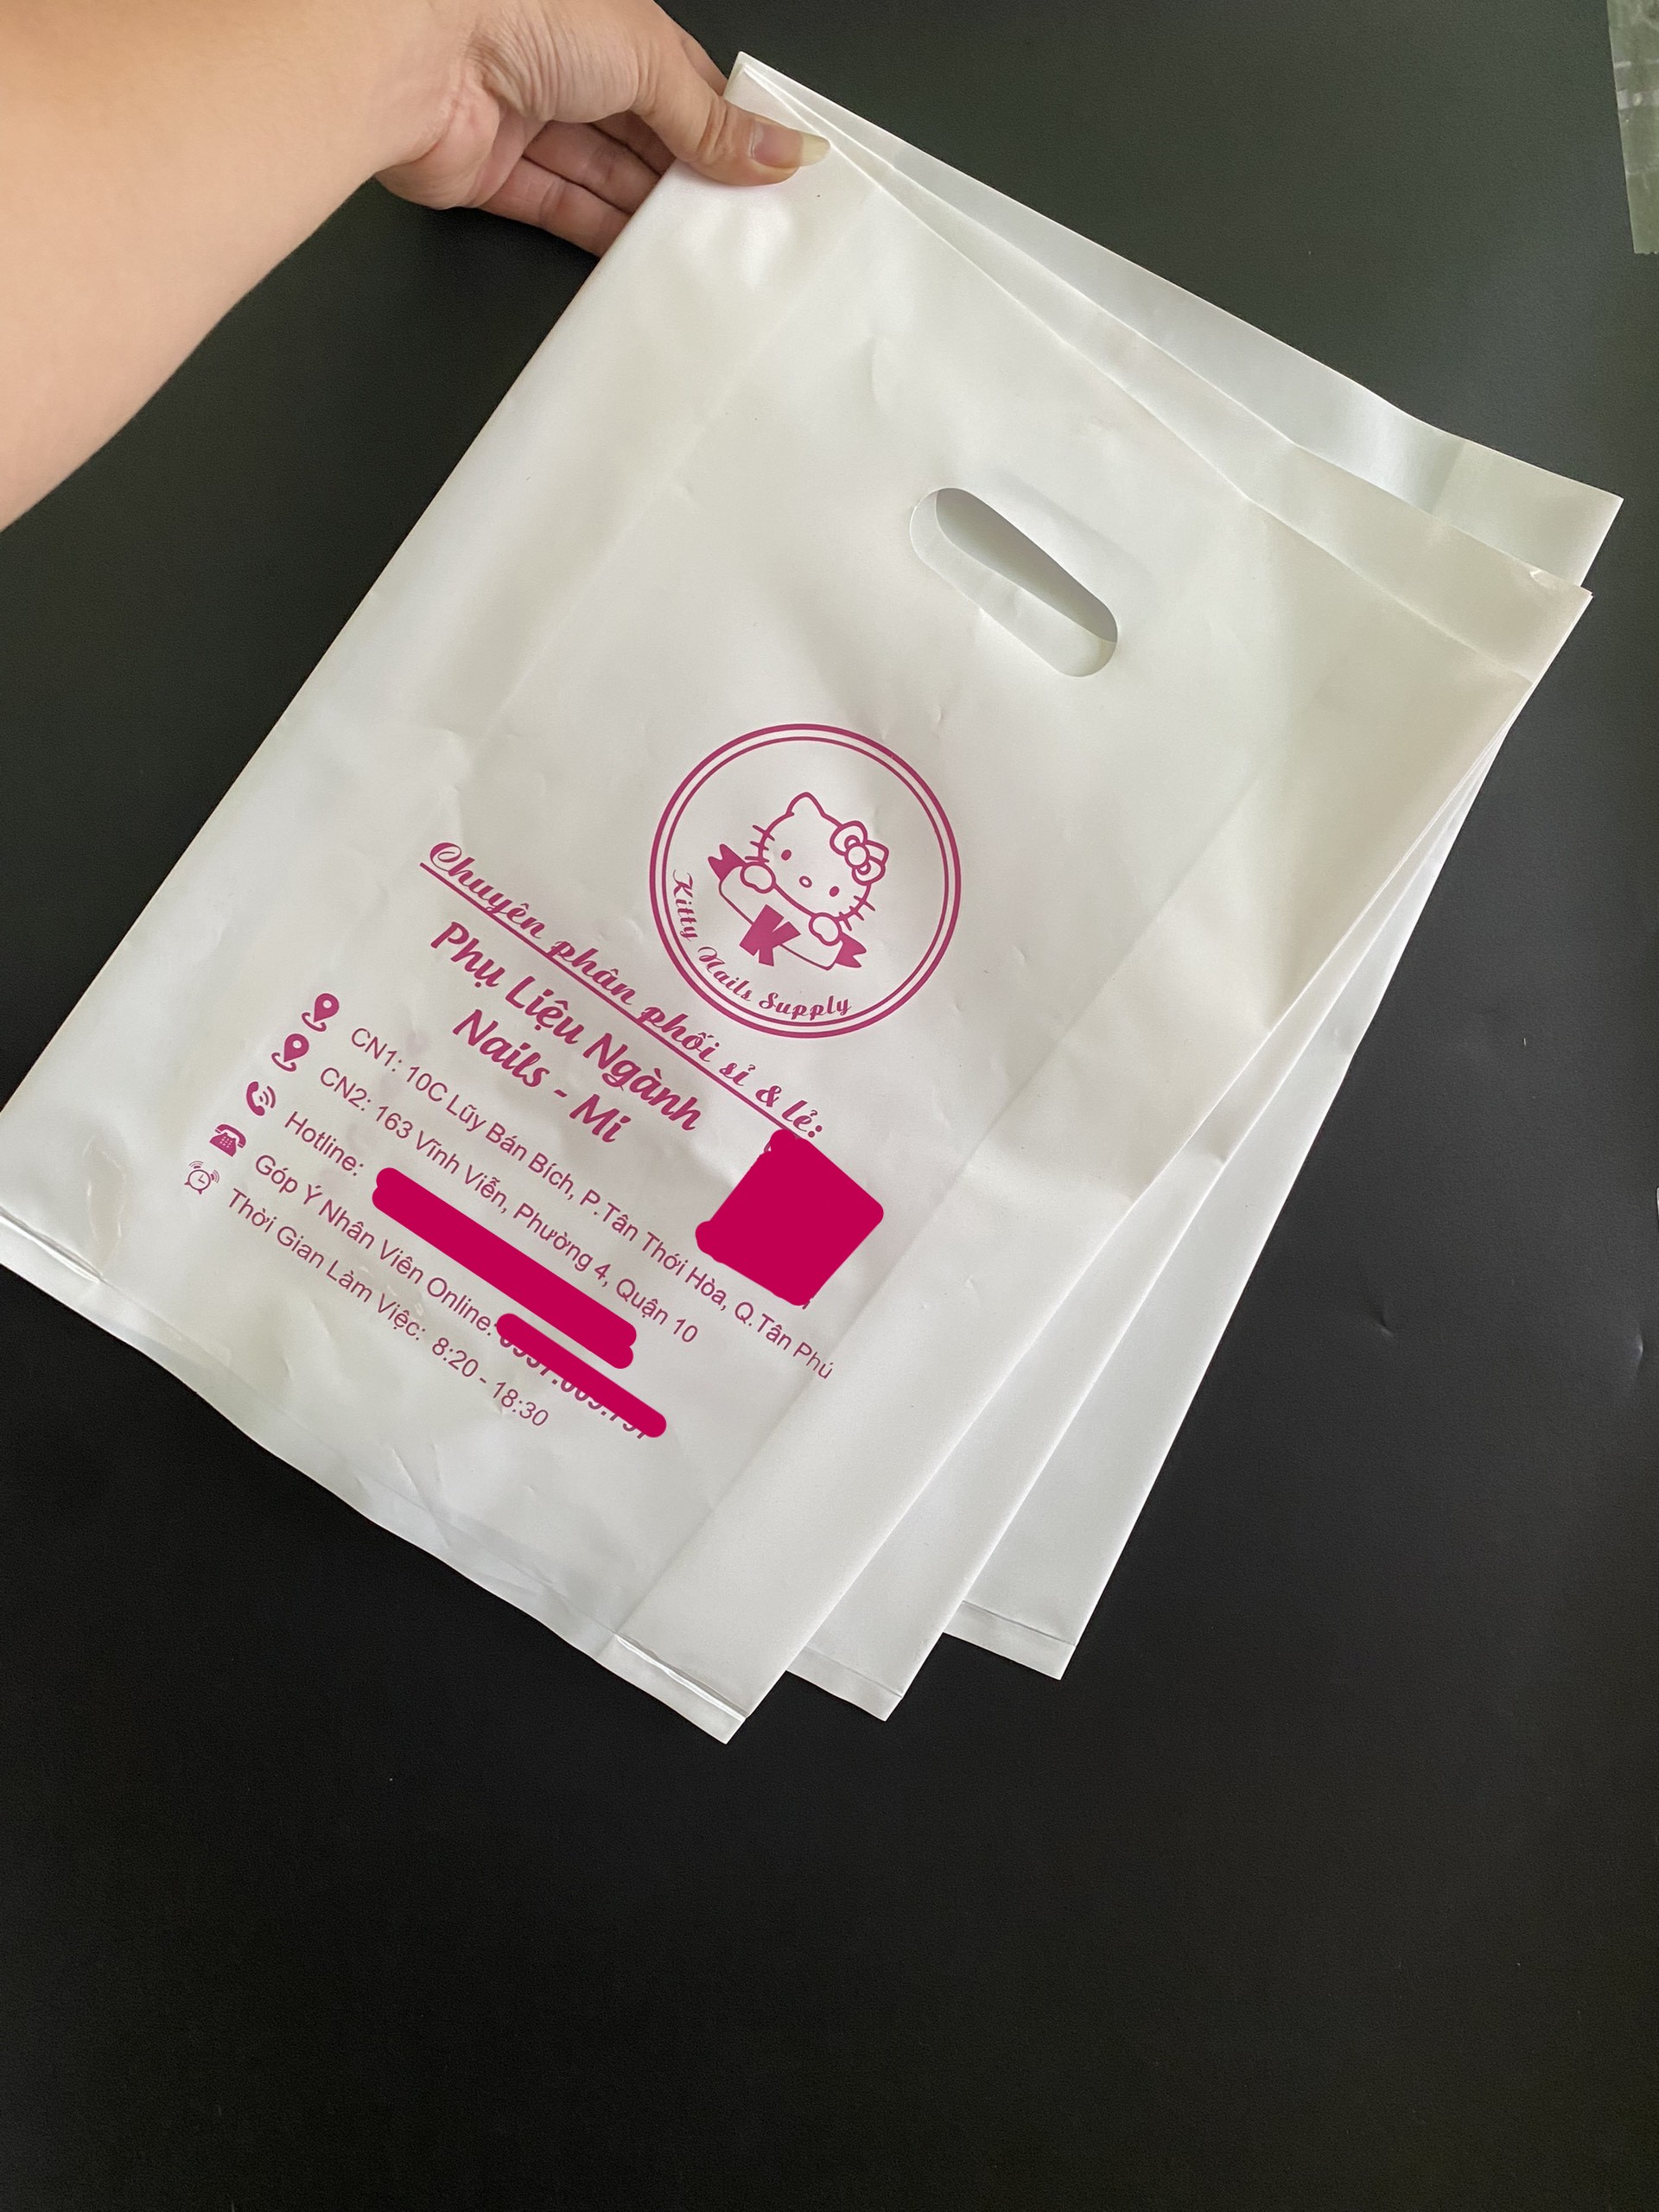 K
Kitty Nails Supply
Chuyên phân phối sỉ & lẻ:
Phụ Liệu Ngành
Nails - Mi
CN1: 10C Lũy Bán Bích, P.Tân Thới Hòa, Q.Tân Phú
CN2: 163 Vĩnh Viễn, Phường 4, Quận 10
Hotline:
Góp Ý Nhân Viên Online:
Thời Gian Làm Việc: 8:20 - 18:30